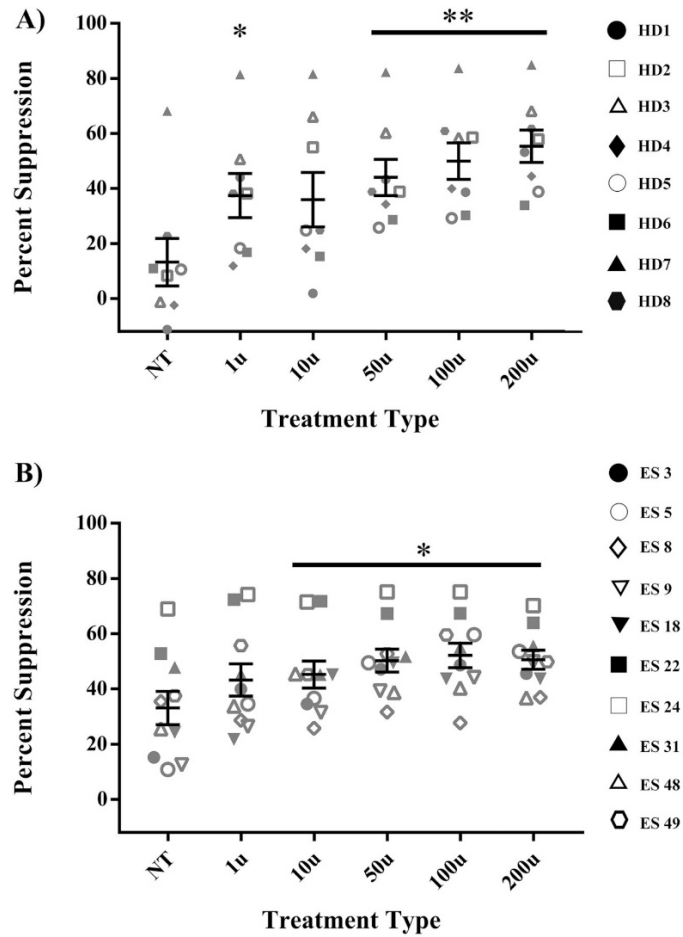 A)
* **
Percent Suppression
100
80
60
40
20
0
NT 1u 10u 50u 100u 200u
Treatment Type
HD1
HD2
HD3
HD4
HD5
HD6
HD7
HD8
B)
*
Percent Suppression
100
80
60
40
20
0
NT 1u 10u 50u 100u 200u
Treatment Type
ES 3
ES 5
ES 8
ES 9
ES 18
ES 22
ES 24
ES 31
ES 48
ES 49